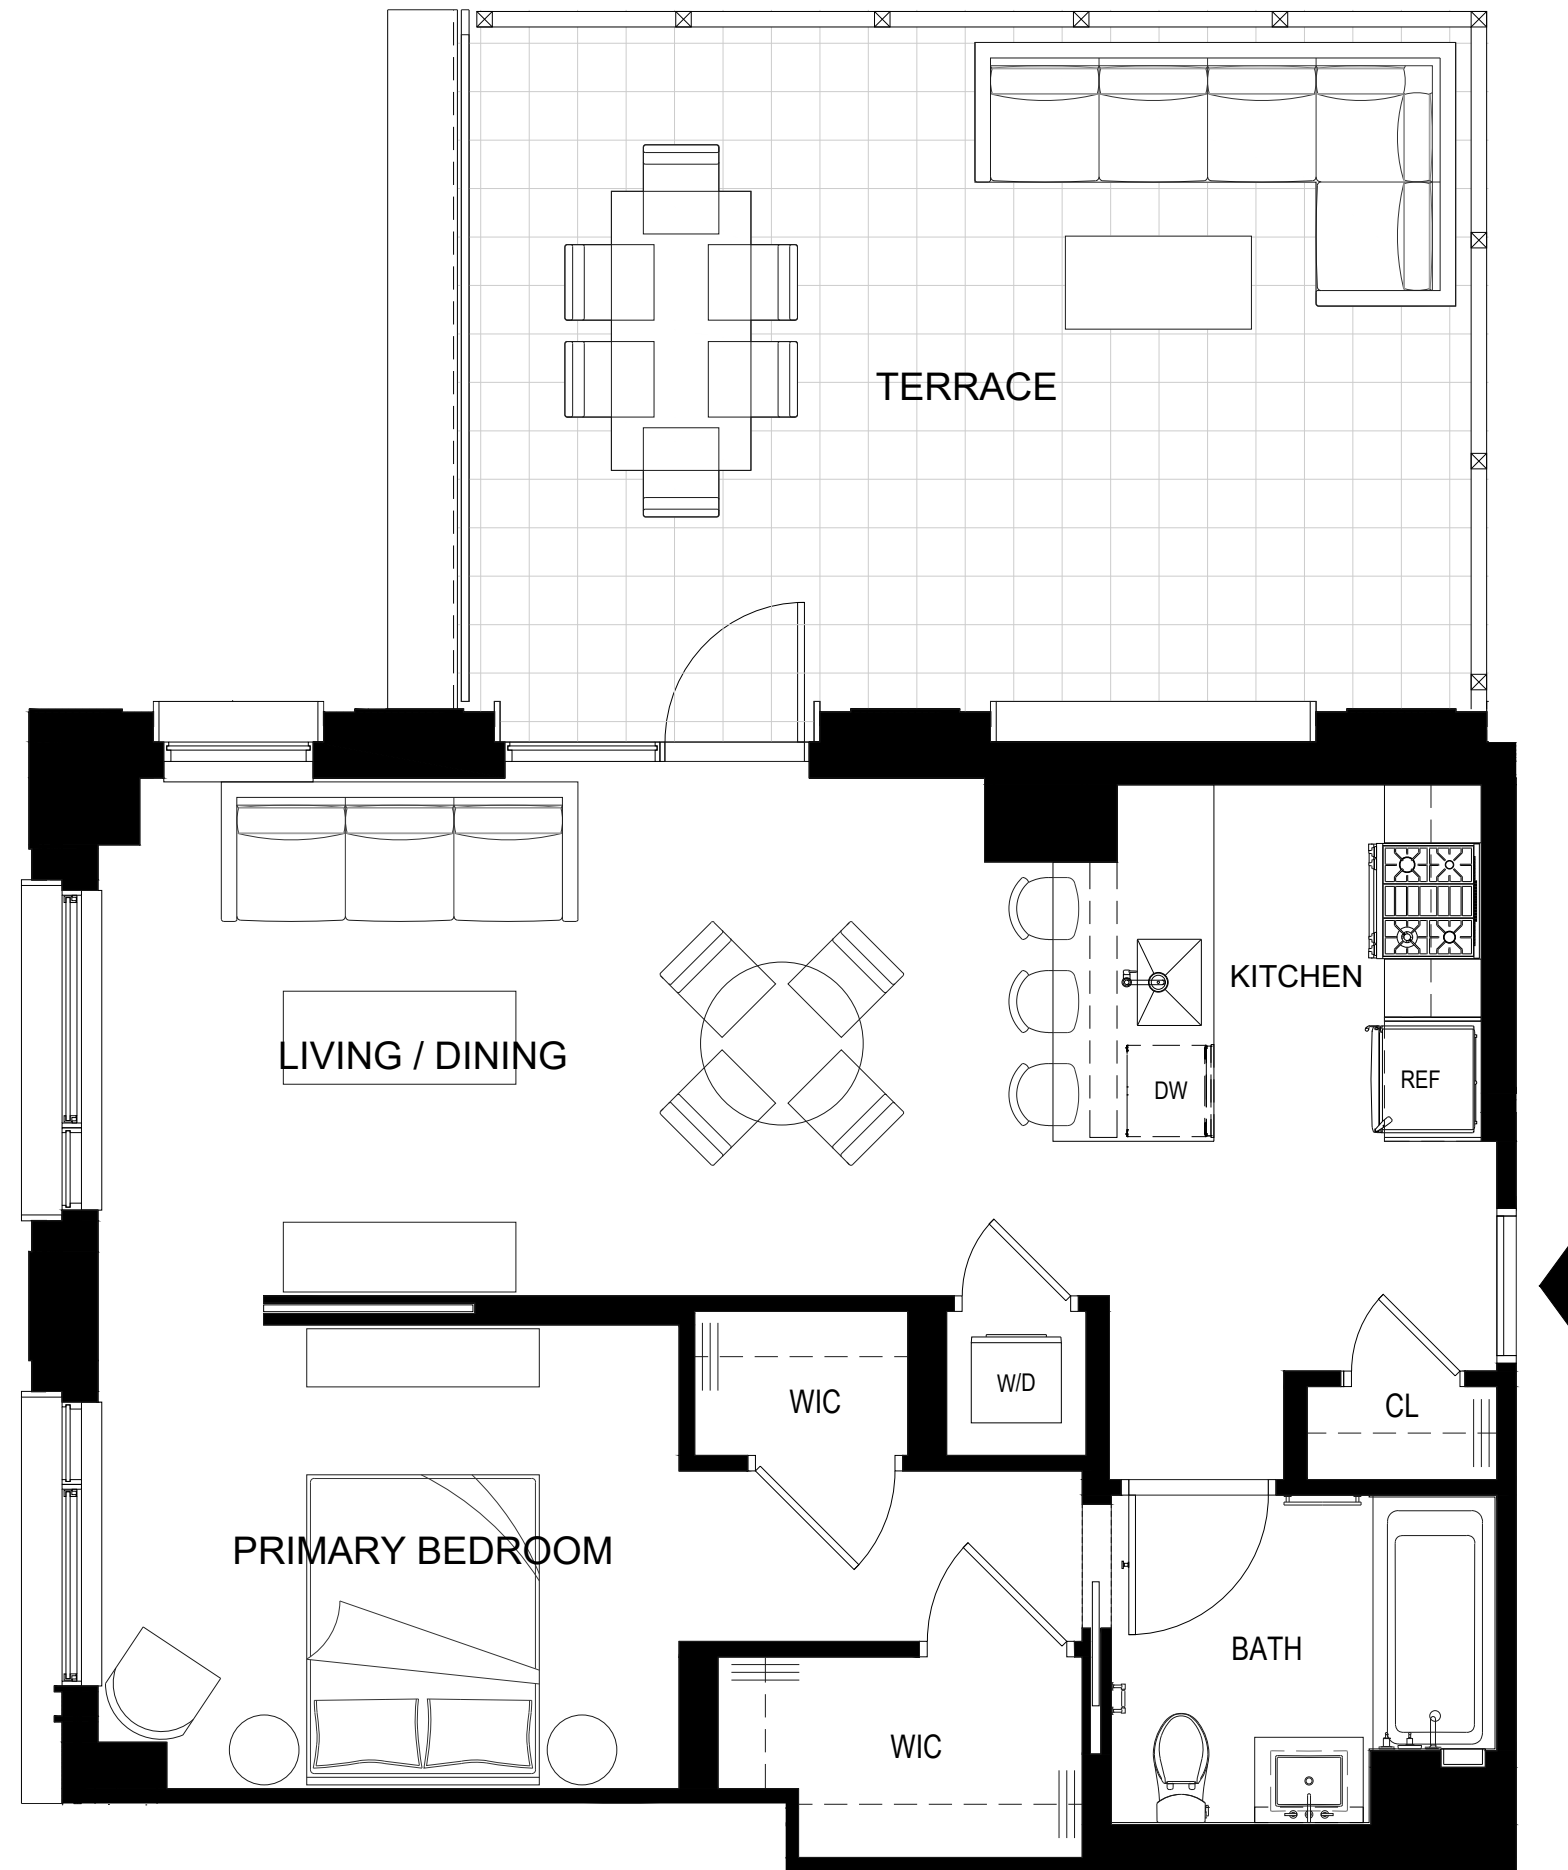 TERRACE
KITCHEN
LIVING / DINING
REF
DW
W/D
WIC
CL
PRIMARY BEDROOM
BATH
WIC